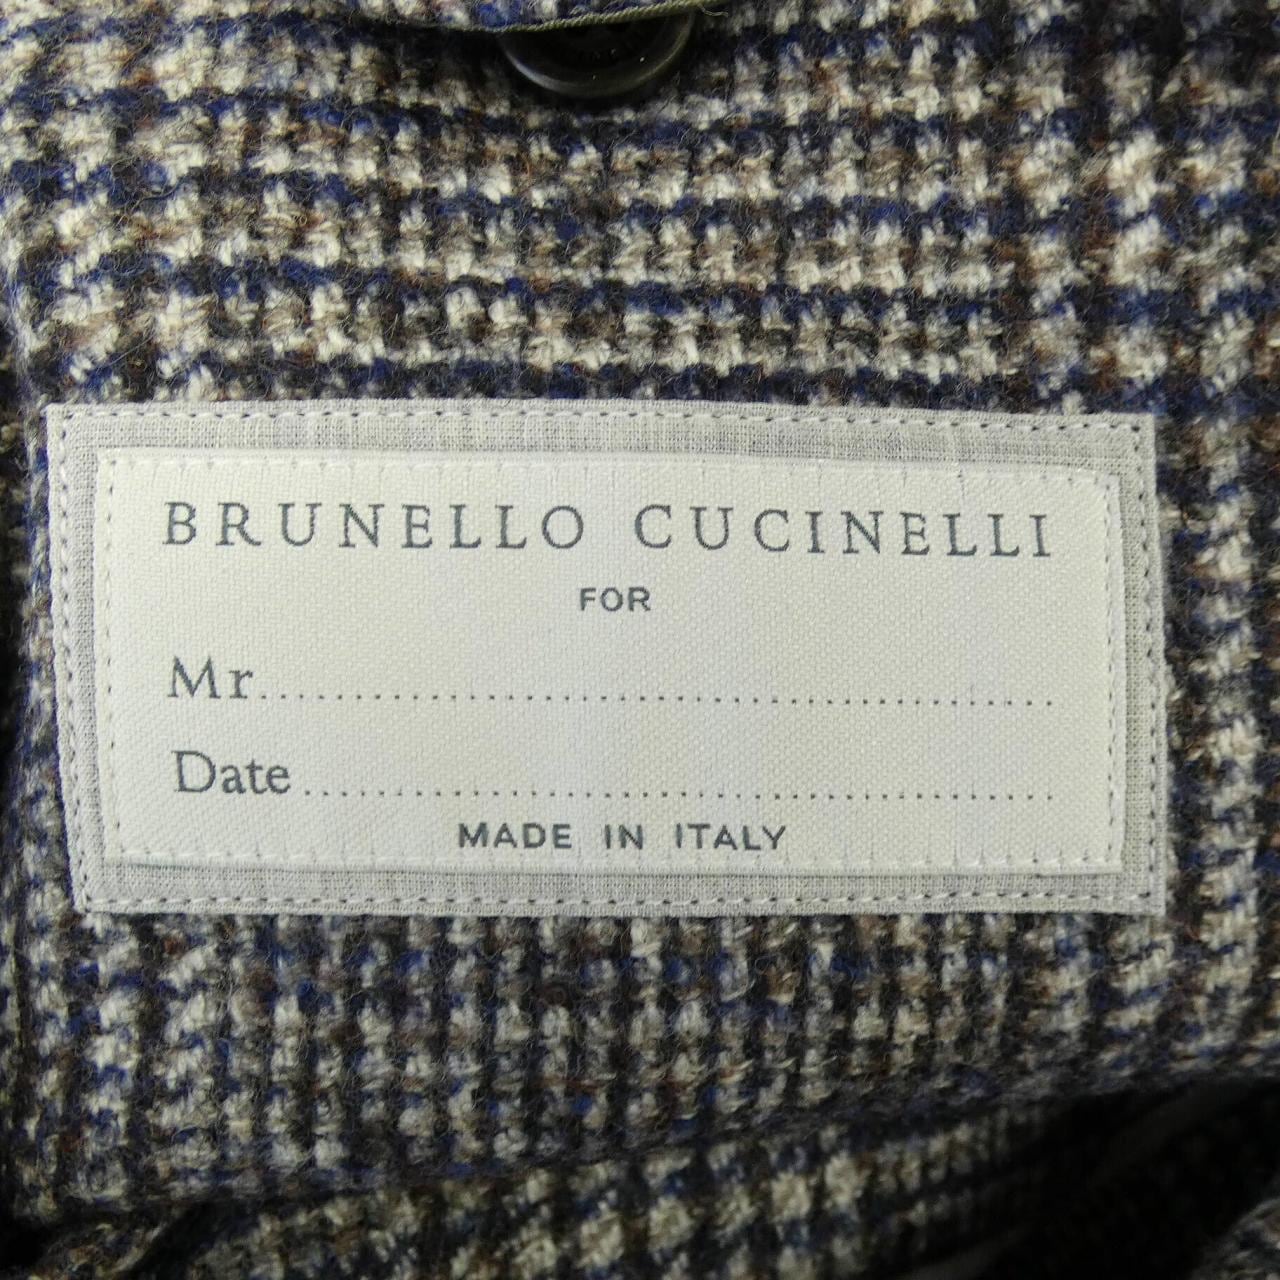 BRUNELLO CUCINELLI
FOR
Mr........................................
Date........................................
MADE IN ITALY